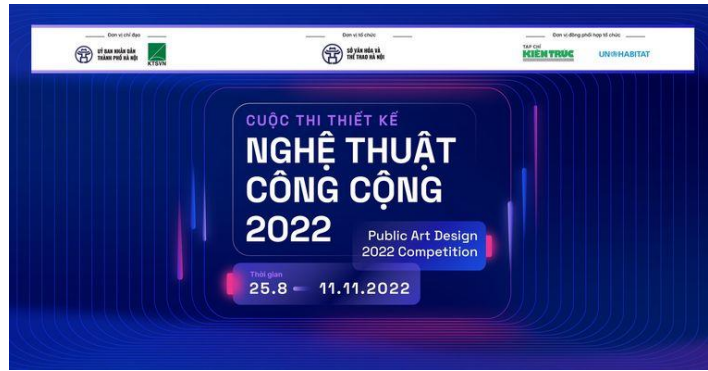 Đơn vị chỉ đạo
Đơn vị tổ chức
Đơn vị đồng phối hợp tổ chức
ỦY BAN NHÂN DÂN
THÀNH PHỐ HÀ NỘI
KTSVN
SỞ VĂN HÓA VÀ
THỂ THAO HÀ NỘI
TẠP CHÍ
KIẾN TRÚC
UN HABITAT
CUỘC THI THIẾT KẾ
NGHỆ THUẬT
CÔNG CỘNG
2022
Public Art Design
2022 Competition
Thời gian
25.8 — 11.11.2022